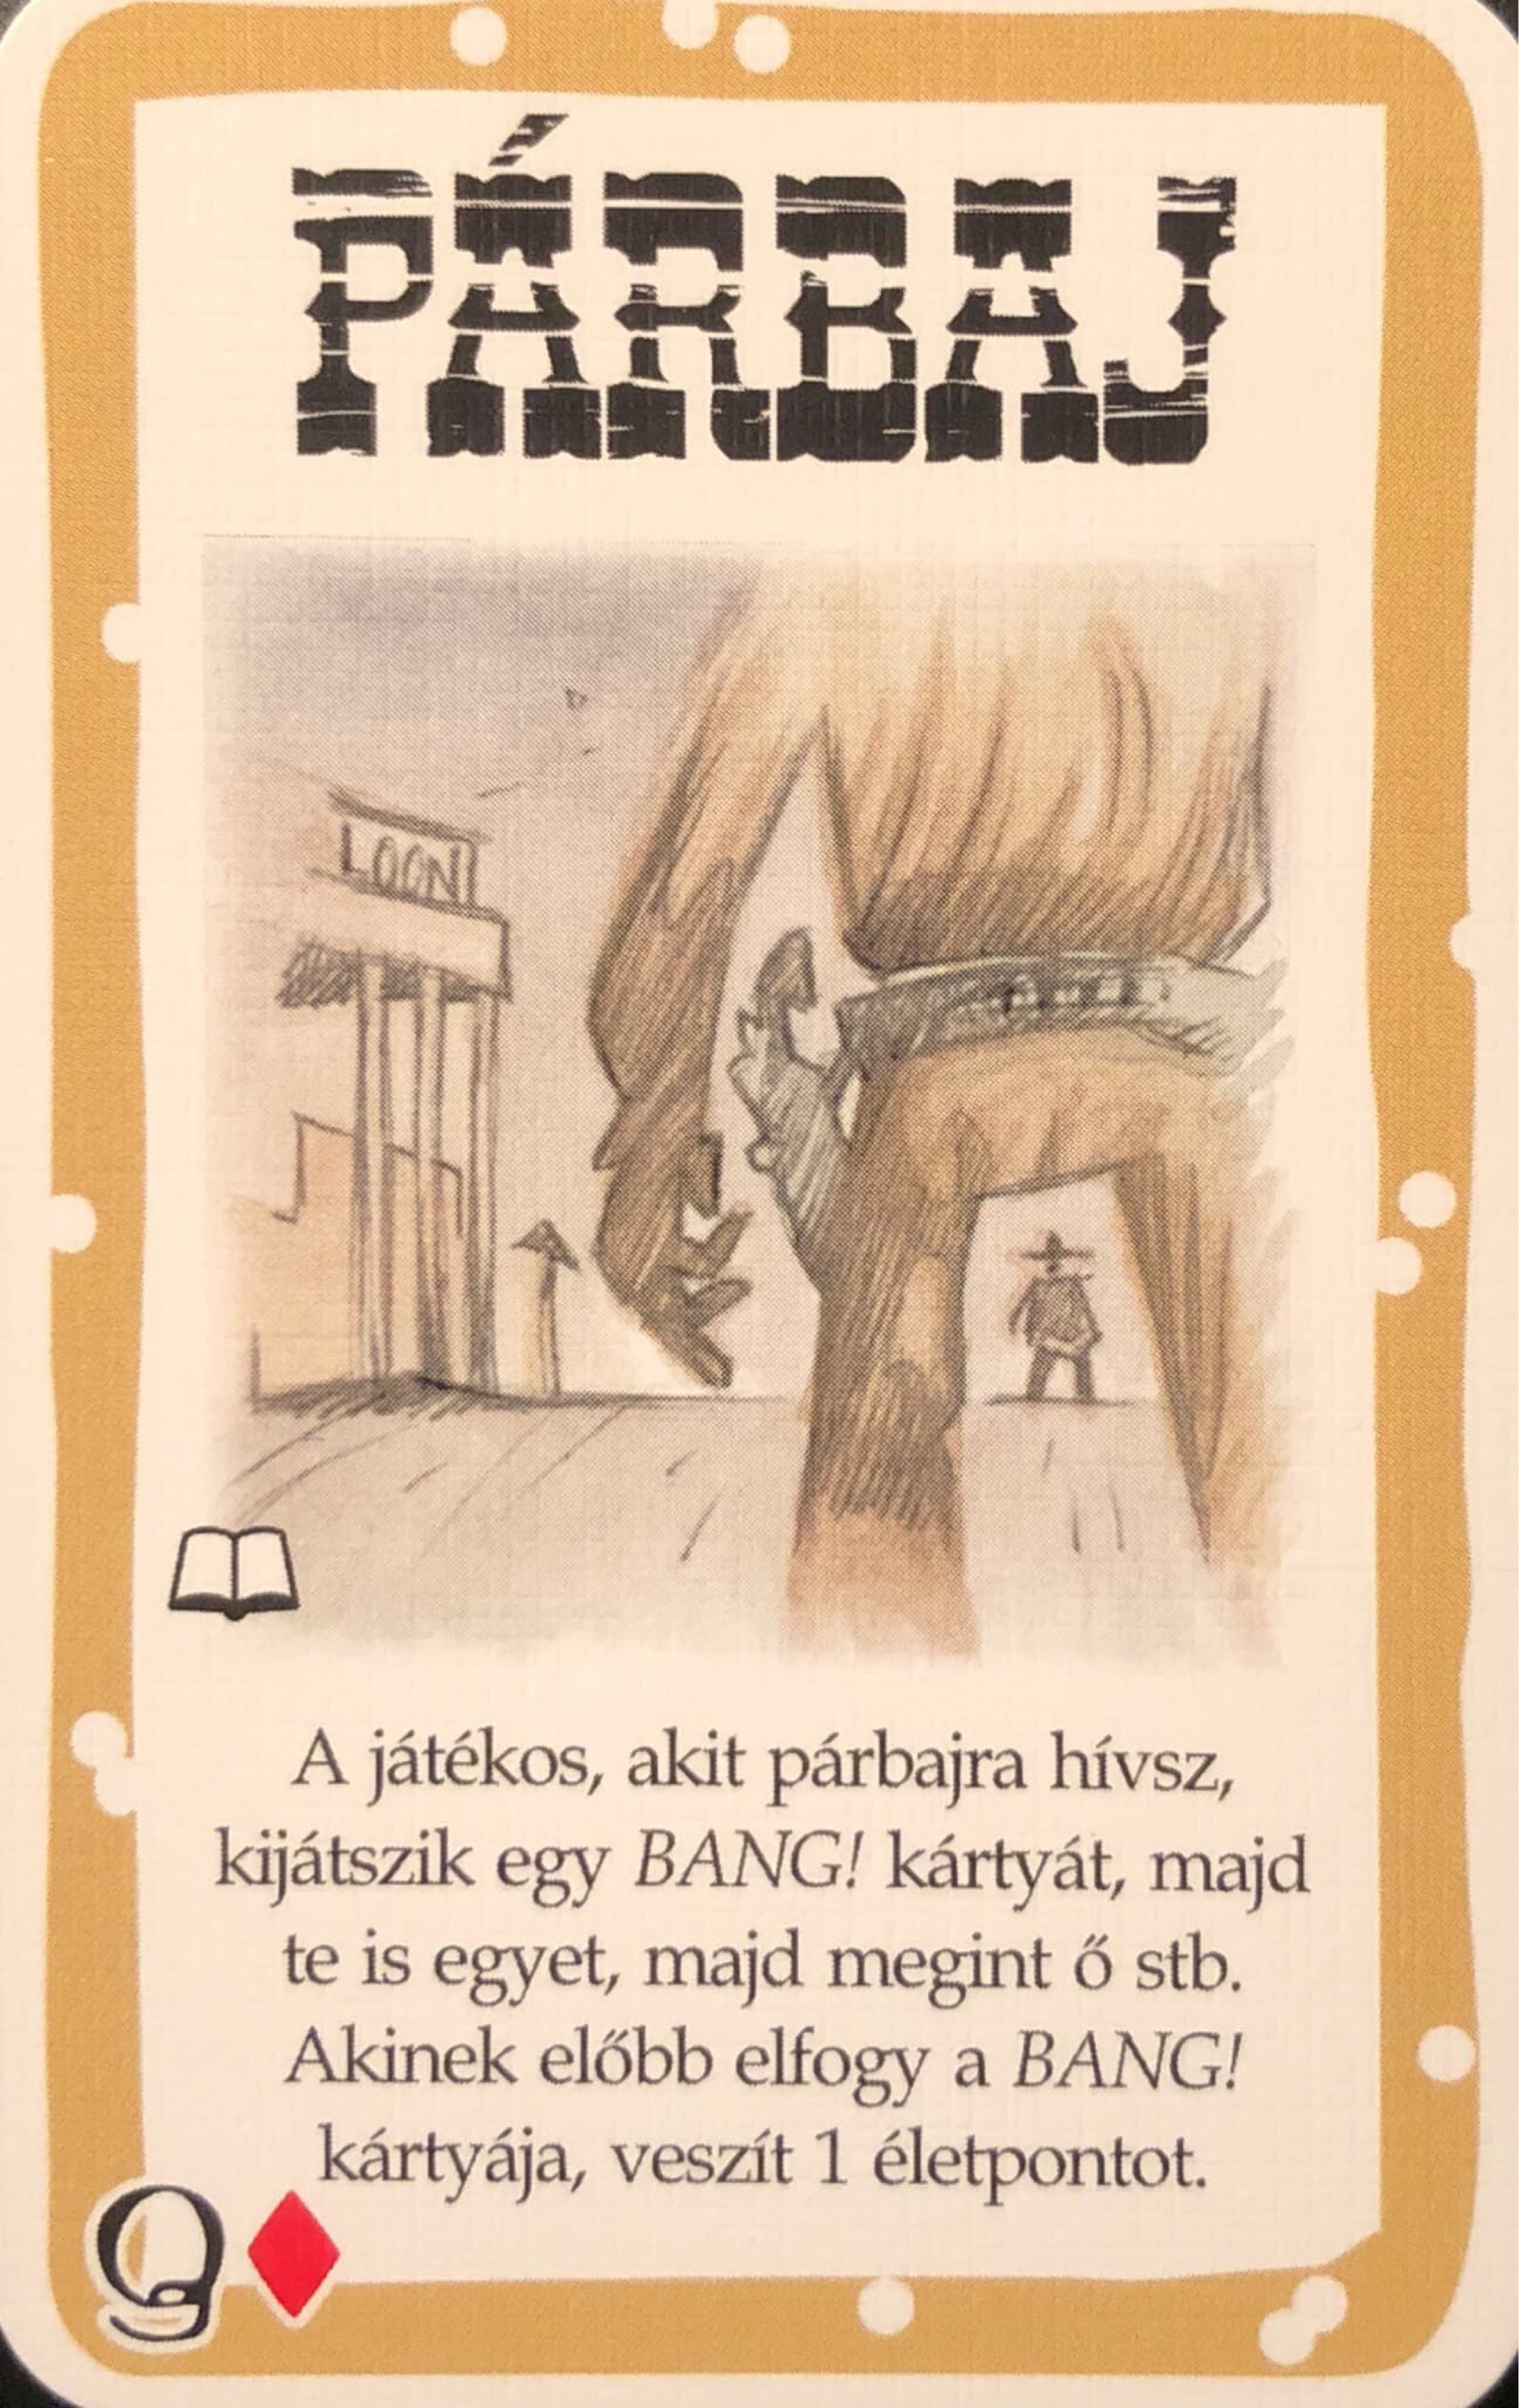 PÁRBAJ
LOON
A játékos, akit párbajra hívsz,
kijátszik egy BANG! kártyát, majd
te is egyet, majd megint ő stb.
Akinek előbb elfogy a BANG!
kártyája, veszít 1 életpontot.
Q